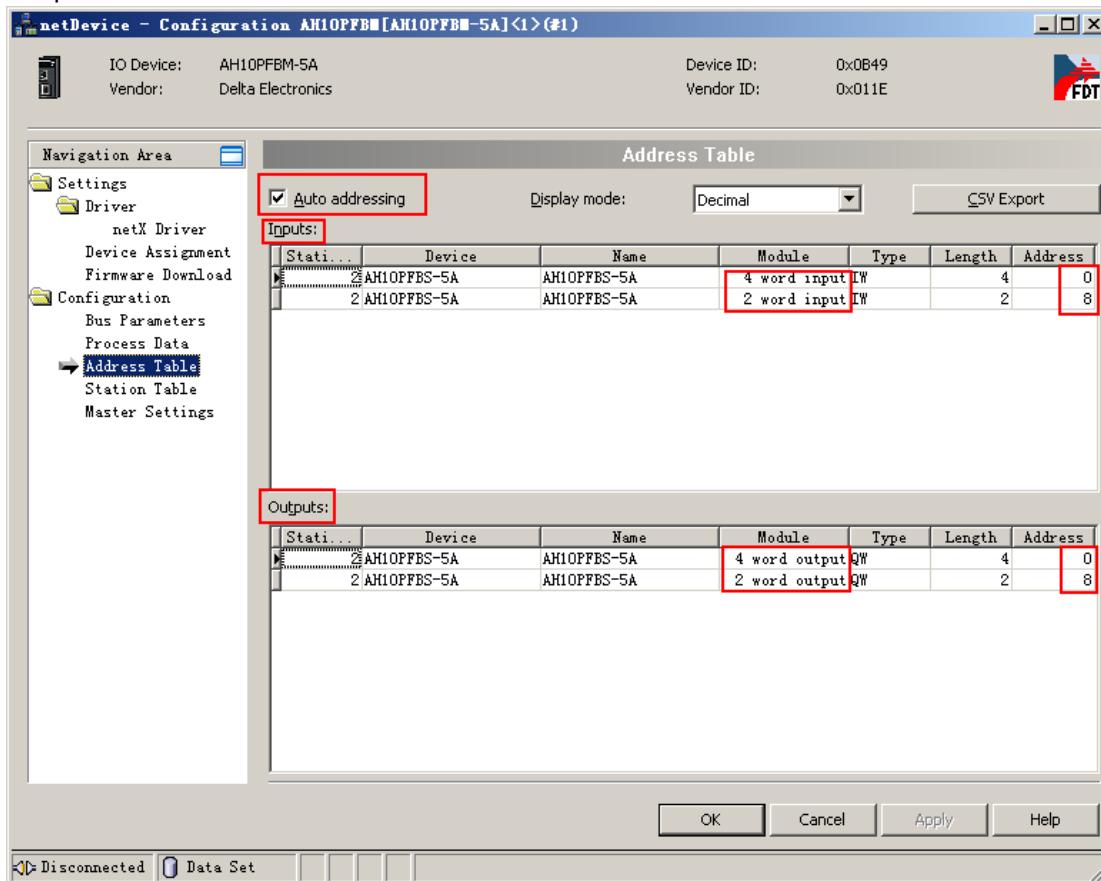 netDevice - Configuration AH10PFBM[AH10PFBM-5A]<1>(#1)
IO Device: AH10PFBM-5A Device ID: 0x0B49
Vendor: Delta Electronics Vendor ID: 0x011E
FDT
Navigation Area
Settings
Driver
netX Driver
Device Assignment
Firmware Download
Configuration
Bus Parameters
Process Data
Address Table
Station Table
Master Settings
Address Table
Auto addressing Display mode: Decimal CSV Export
Inputs:
Stati... Device Name Module Type Length Address
2 AH10PFBS-5A AH10PFBS-5A 4 word input IW 4 0
2 AH10PFBS-5A AH10PFBS-5A 2 word input IW 2 8
Outputs:
Stati... Device Name Module Type Length Address
2 AH10PFBS-5A AH10PFBS-5A 4 word output QW 4 0
2 AH10PFBS-5A AH10PFBS-5A 2 word output QW 2 8
OK Cancel Apply Help
Disconnected Data Set